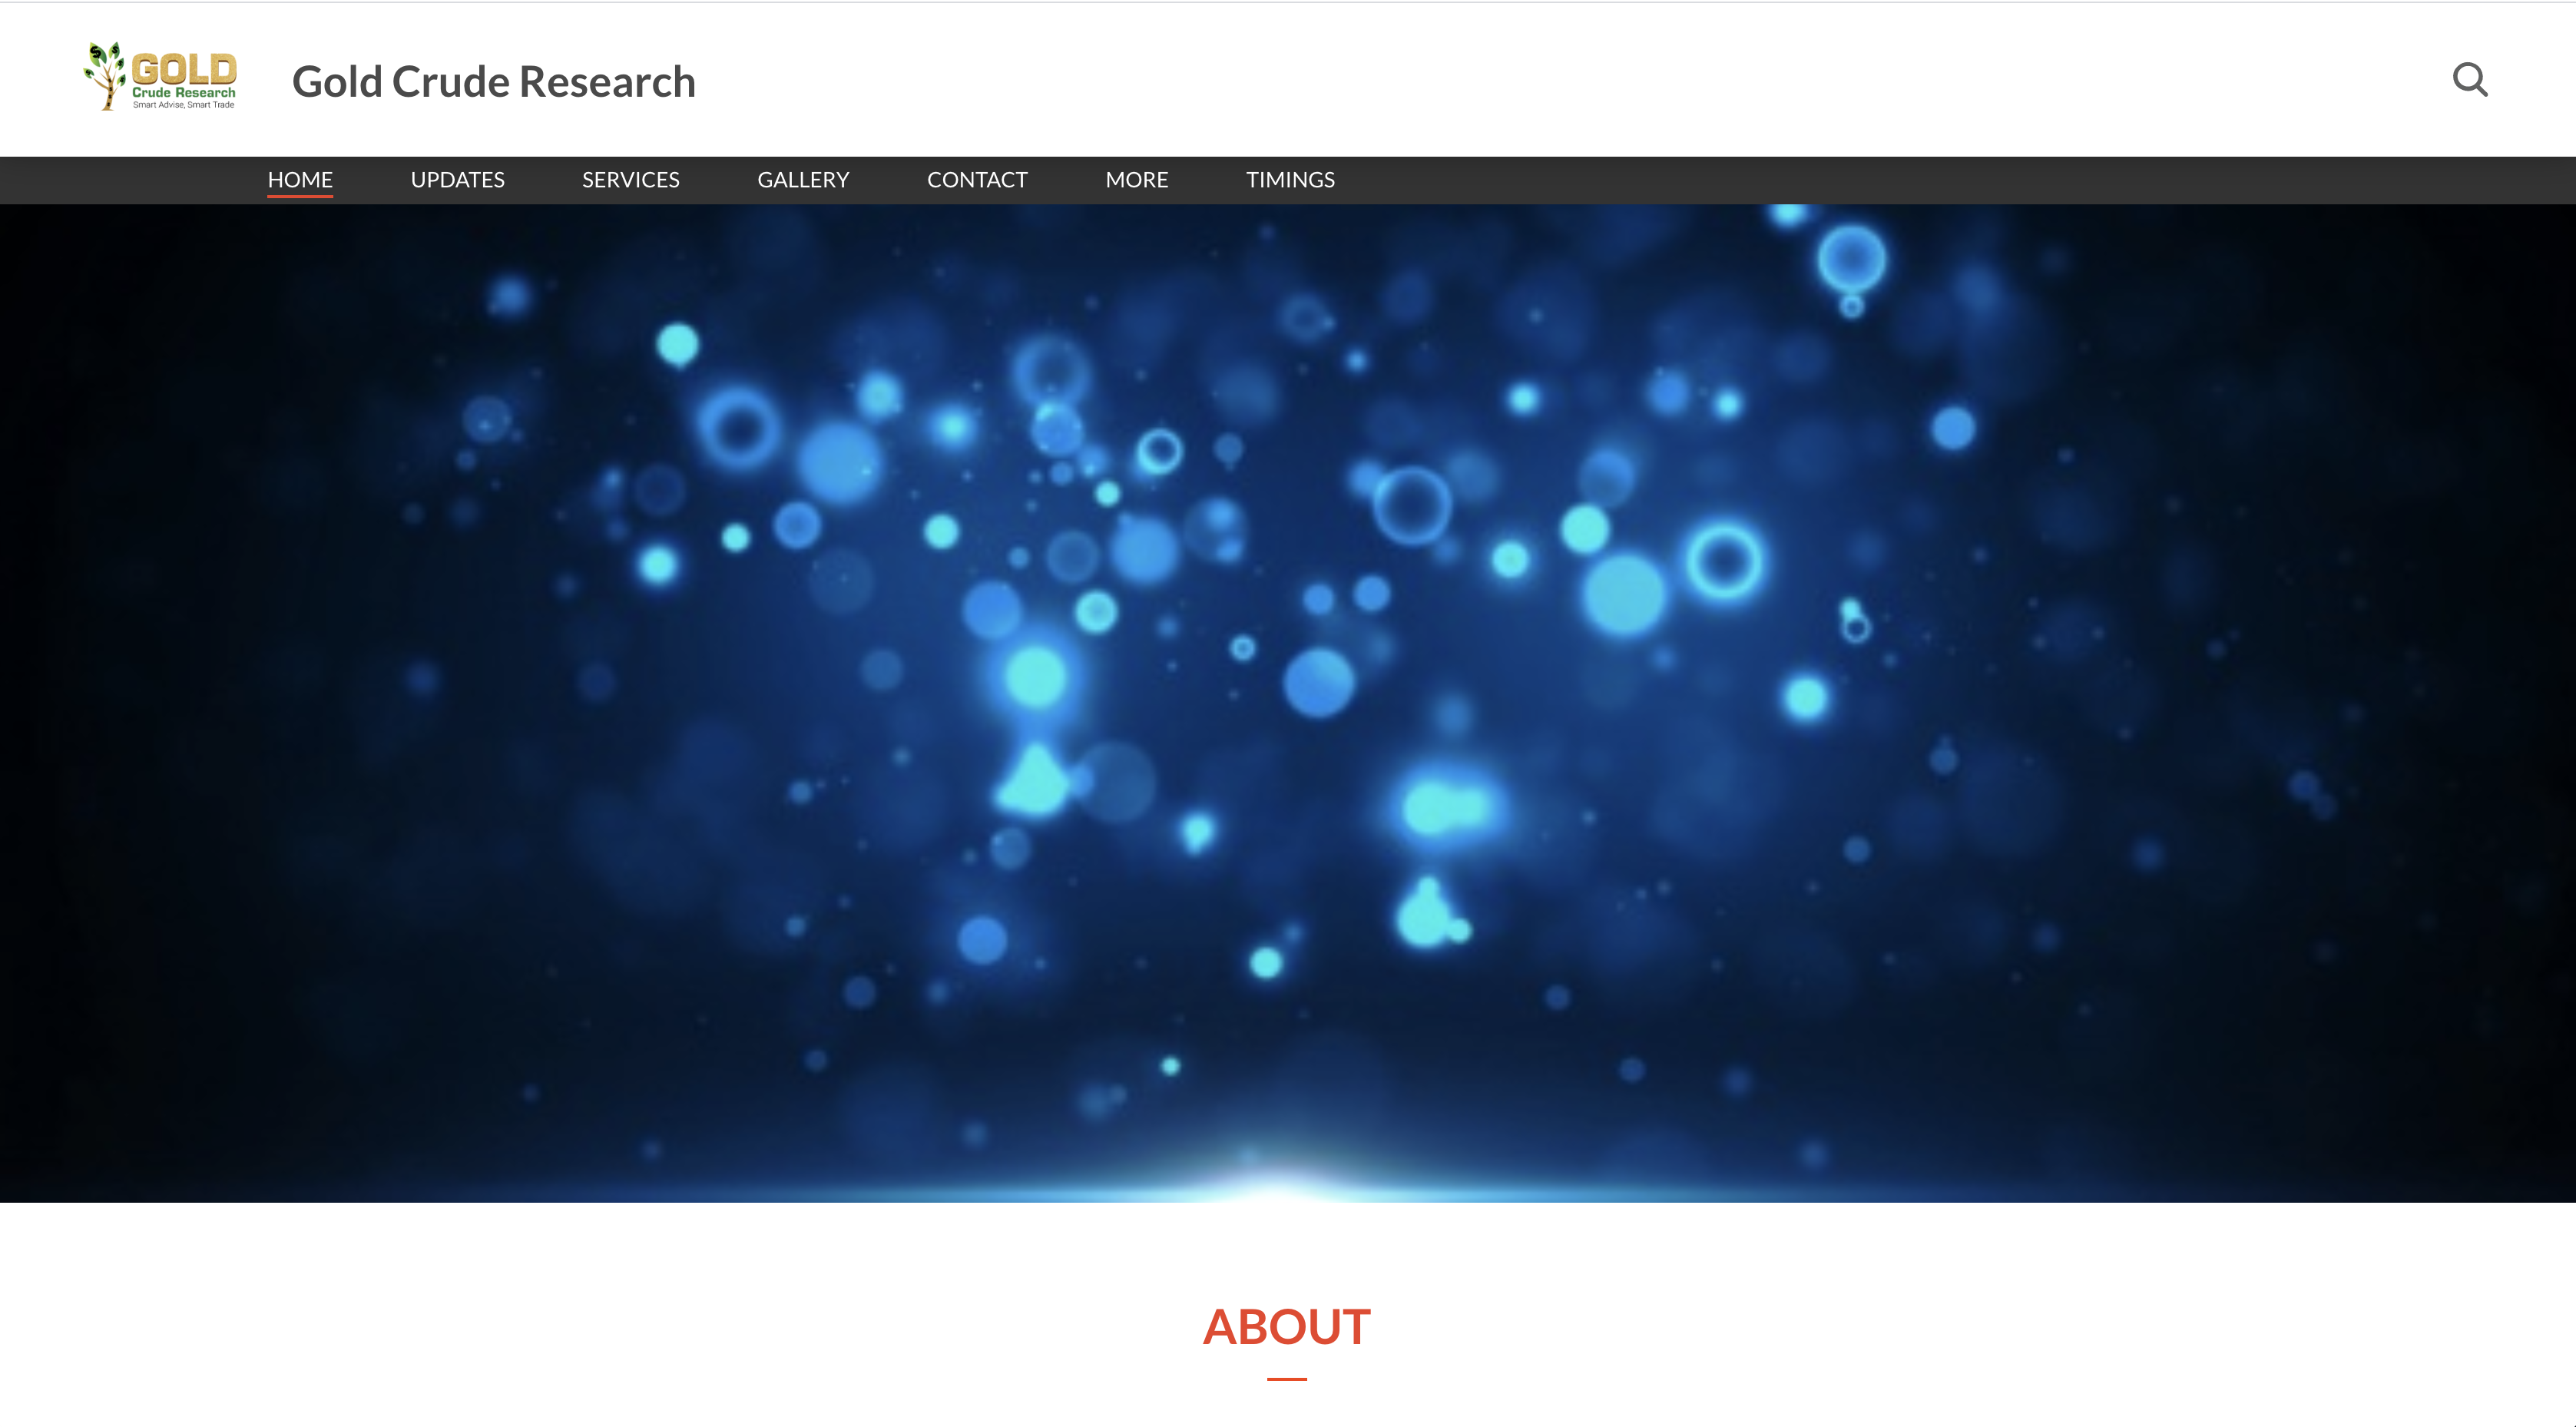 GOLD
Crude Research
Smart Advise, Smart Trade
Gold Crude Research
HOME UPDATES SERVICES GALLERY CONTACT MORE TIMINGS
ABOUT